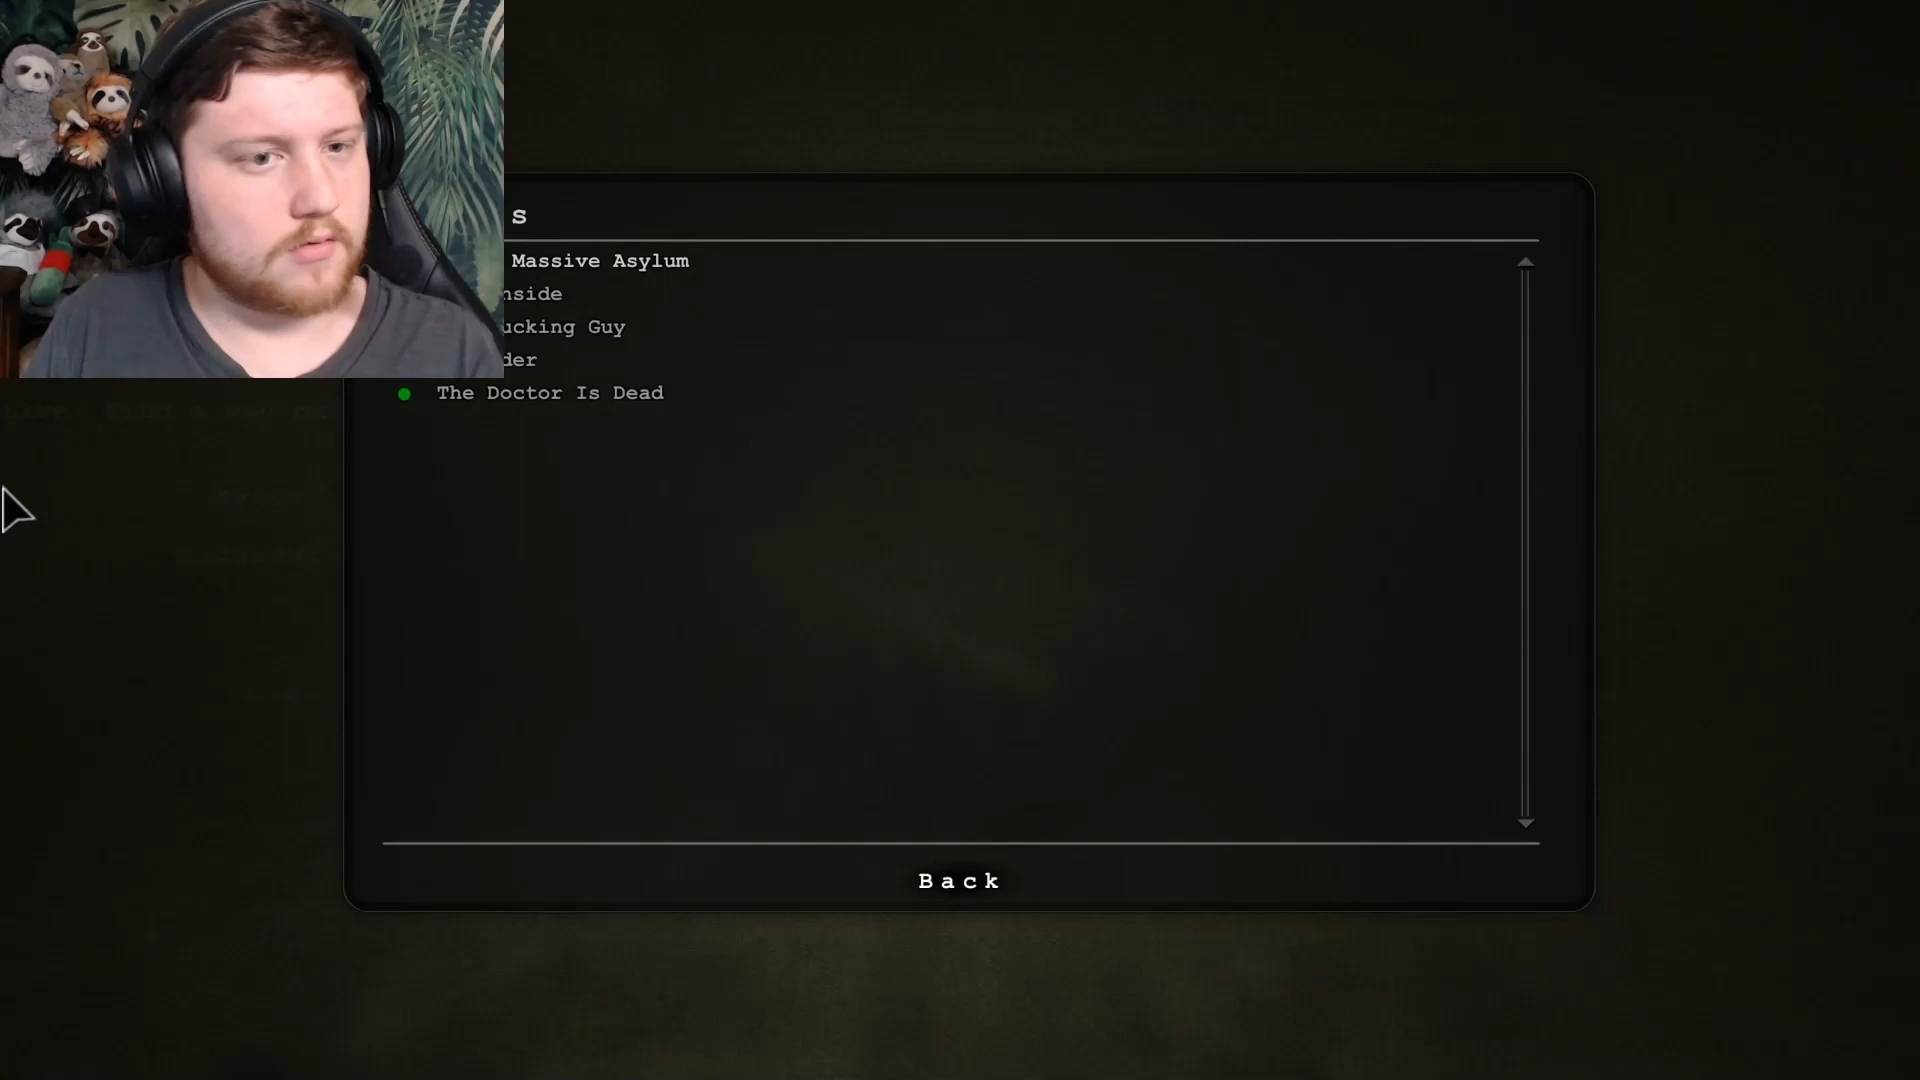 s
Massive Asylum
nside
ucking Guy
der
The Doctor Is Dead
Back